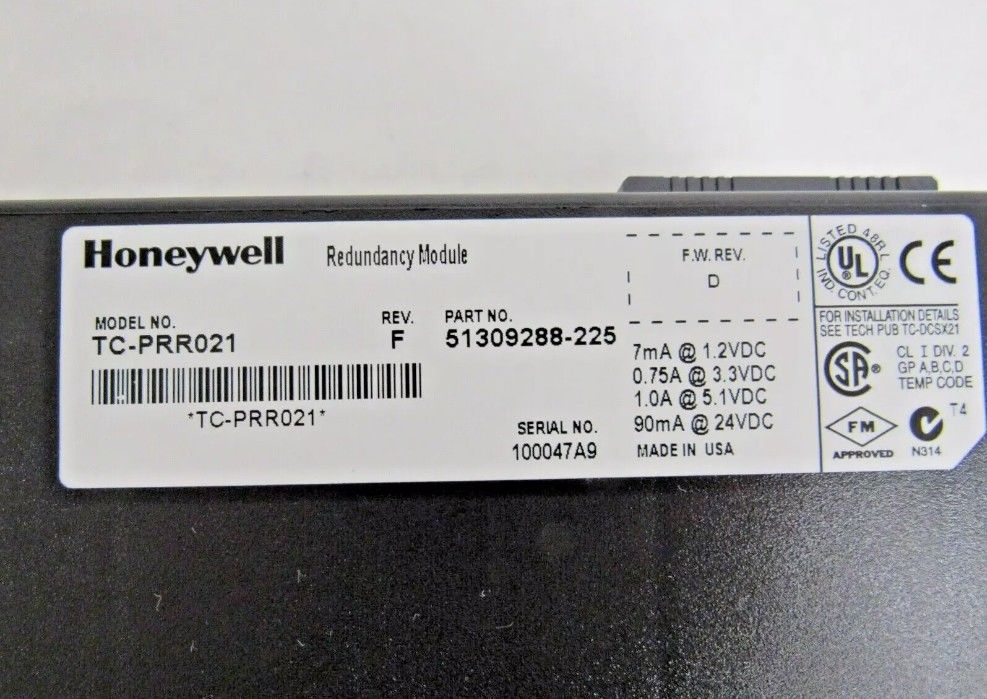 Honeywell
Redundancy Module
F.W. REV.
D
MODEL NO.
TC-PRR021
REV.
F
PART NO.
51309288-225
*TC-PRR021*
SERIAL NO.
100047A9
7mA @ 1.2VDC
0.75A @ 3.3VDC
1.0A @ 5.1VDC
90mA @ 24VDC
MADE IN USA
LISTED 48RL
UL
IND. CONT. EQ.
CE
FOR INSTALLATION DETAILS
SEE TECH PUB TC-DCSX21
SA®
CL I DIV. 2
GP A,B,C,D
TEMP CODE
T4
FM
APPROVED
N314